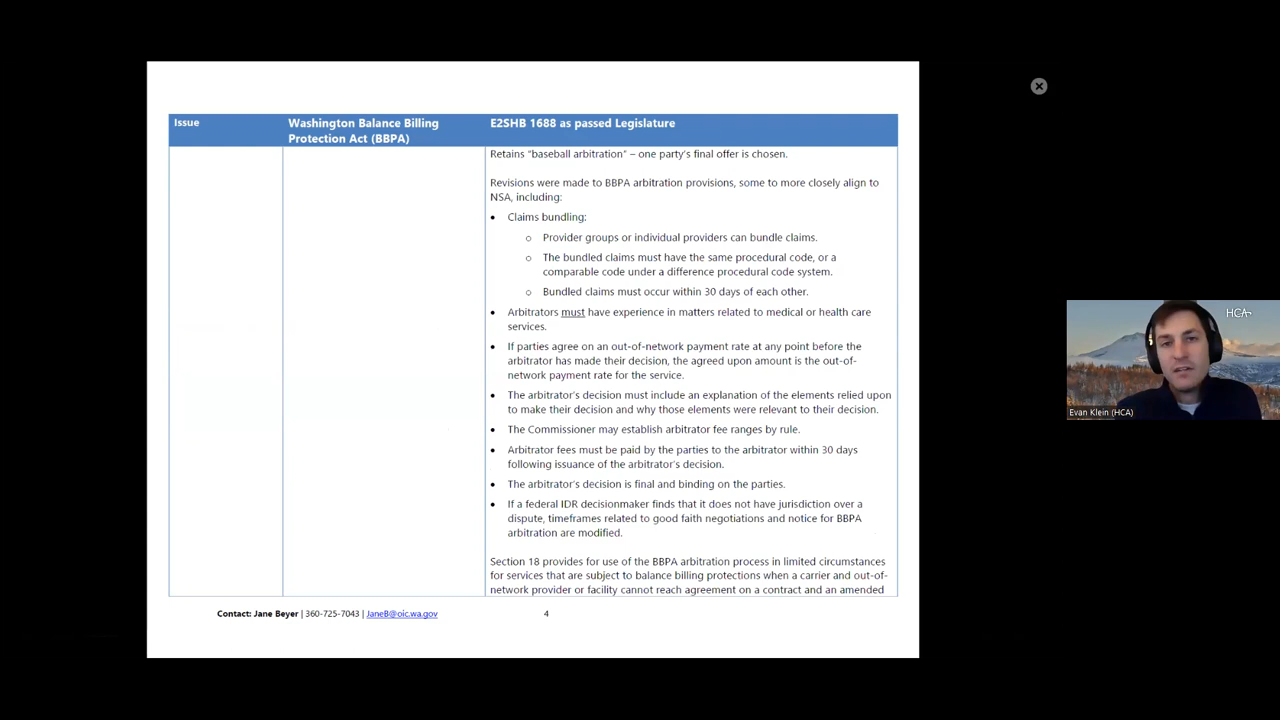 Issue
Washington Balance Billing
Protection Act (BBPA)
E2SHB 1688 as passed Legislature
Retains “baseball arbitration” – one party’s final offer is chosen.
Revisions were made to BBPA arbitration provisions, some to more closely align to
NSA, including:
• Claims bundling:
o Provider groups or individual providers can bundle claims.
o The bundled claims must have the same procedural code, or a
comparable code under a difference procedural code system.
o Bundled claims must occur within 30 days of each other.
• Arbitrators must have experience in matters related to medical or health care
services.
• If parties agree on an out-of-network payment rate at any point before the
arbitrator has made their decision, the agreed upon amount is the out-of-
network payment rate for the service.
• The arbitrator’s decision must include an explanation of the elements relied upon
to make their decision and why those elements were relevant to their decision.
• The Commissioner may establish arbitrator fee ranges by rule.
• Arbitrator fees must be paid by the parties to the arbitrator within 30 days
following issuance of the arbitrator’s decision.
• The arbitrator’s decision is final and binding on the parties.
• If a federal IDR decisionmaker finds that it does not have jurisdiction over a
dispute, timeframes related to good faith negotiations and notice for BBPA
arbitration are modified.
Section 18 provides for use of the BBPA arbitration process in limited circumstances
for services that are subject to balance billing protections when a carrier and out-of-
network provider or facility cannot reach agreement on a contract and an amended
Contact: Jane Beyer | 360-725-7043 | JaneB@oic.wa.gov
4
HCA
Evan Klein (HCA)